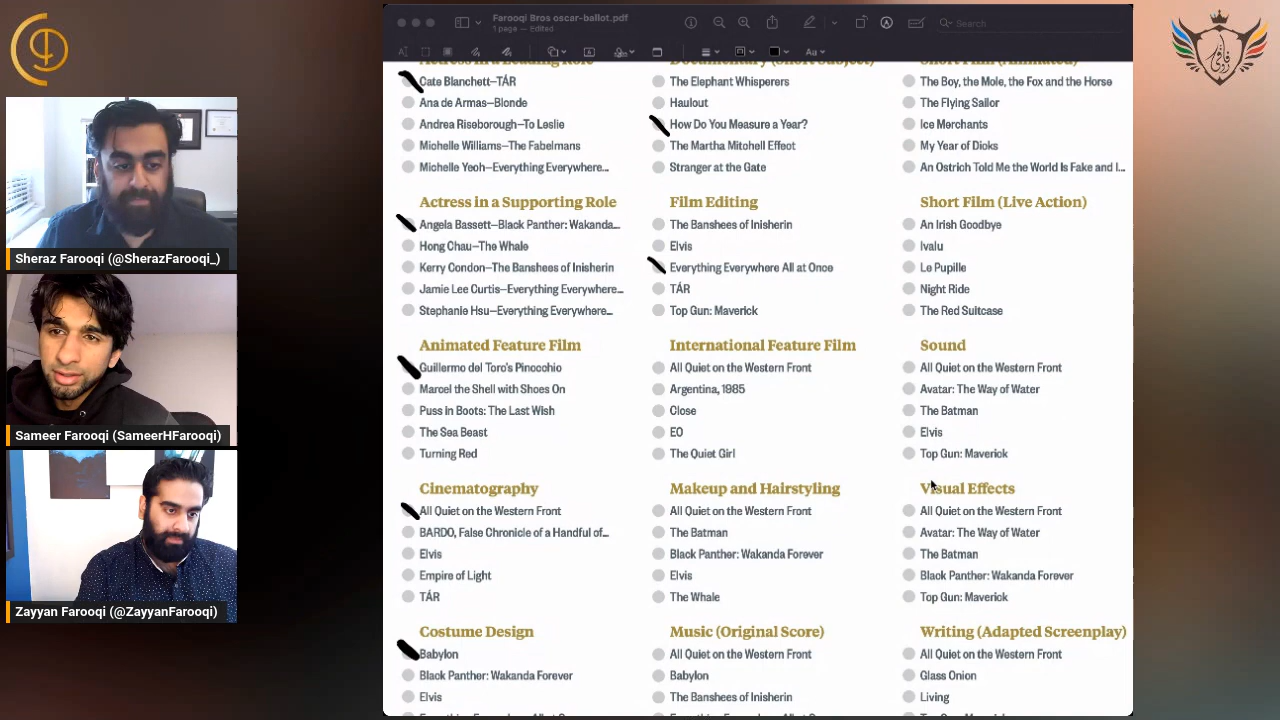 Farooqi Bros oscar-ballot.pdf
1 page – Edited
Search
Aa
Actress in a Leading Role
Cate Blanchett—TÁR
Ana de Armas—Blonde
Andrea Riseborough—To Leslie
Michelle Williams—The Fabelmans
Michelle Yeoh—Everything Everywhere...
Actress in a Supporting Role
Angela Bassett—Black Panther: Wakanda...
Hong Chau—The Whale
Kerry Condon—The Banshees of Inisherin
Jamie Lee Curtis—Everything Everywhere...
Stephanie Hsu—Everything Everywhere...
Animated Feature Film
Guillermo del Toro's Pinocchio
Marcel the Shell with Shoes On
Puss in Boots: The Last Wish
The Sea Beast
Turning Red
Cinematography
All Quiet on the Western Front
BARDO, False Chronicle of a Handful of...
Elvis
Empire of Light
TÁR
Costume Design
Babylon
Black Panther: Wakanda Forever
Elvis
Documentary (Short Subject)
The Elephant Whisperers
Haulout
How Do You Measure a Year?
The Martha Mitchell Effect
Stranger at the Gate
Film Editing
The Banshees of Inisherin
Elvis
Everything Everywhere All at Once
TÁR
Top Gun: Maverick
International Feature Film
All Quiet on the Western Front
Argentina, 1985
Close
EO
The Quiet Girl
Makeup and Hairstyling
All Quiet on the Western Front
The Batman
Black Panther: Wakanda Forever
Elvis
The Whale
Music (Original Score)
All Quiet on the Western Front
Babylon
The Banshees of Inisherin
Short Film (Animated)
The Boy, the Mole, the Fox and the Horse
The Flying Sailor
Ice Merchants
My Year of Dicks
An Ostrich Told Me the World Is Fake and I...
Short Film (Live Action)
An Irish Goodbye
Ivalu
Le Pupille
Night Ride
The Red Suitcase
Sound
All Quiet on the Western Front
Avatar: The Way of Water
The Batman
Elvis
Top Gun: Maverick
Visual Effects
All Quiet on the Western Front
Avatar: The Way of Water
The Batman
Black Panther: Wakanda Forever
Top Gun: Maverick
Writing (Adapted Screenplay)
All Quiet on the Western Front
Glass Onion
Living
Sheraz Farooqi (@SherazFarooqi_)
Sameer Farooqi (SameerHFarooqi)
Zayyan Farooqi (@ZayyanFarooqi)